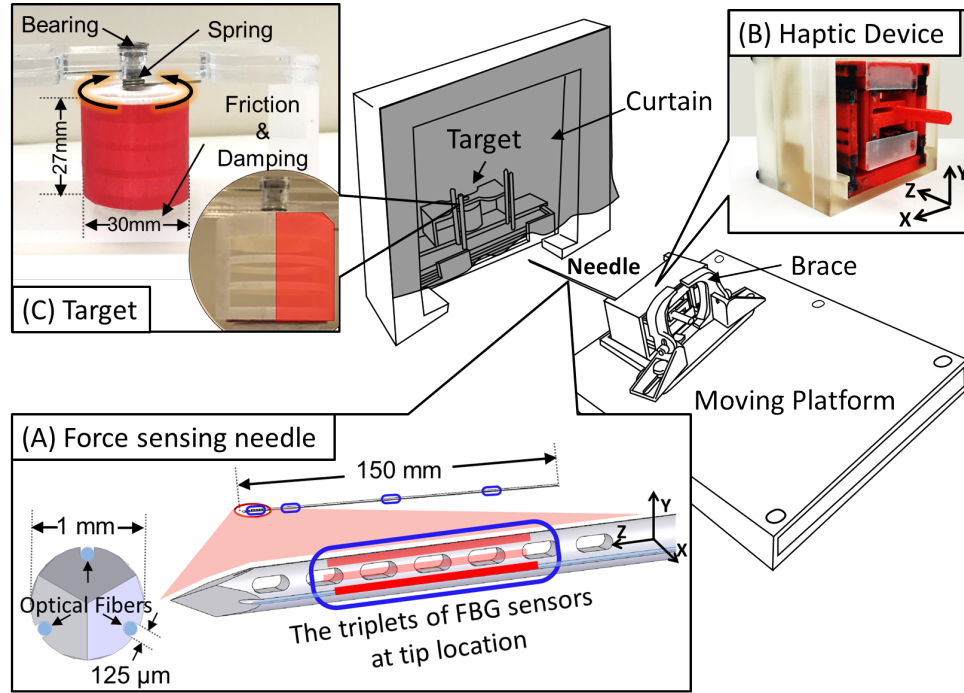 Bearing
Spring
Friction
&
Damping
27mm
30mm
(C) Target
Curtain
Target
(B) Haptic Device
Y
Z
X
Needle
Brace
Moving Platform
(A) Force sensing needle
150 mm
1 mm
Y
Z
X
Optical Fibers
125 µm
The triplets of FBG sensors
at tip location